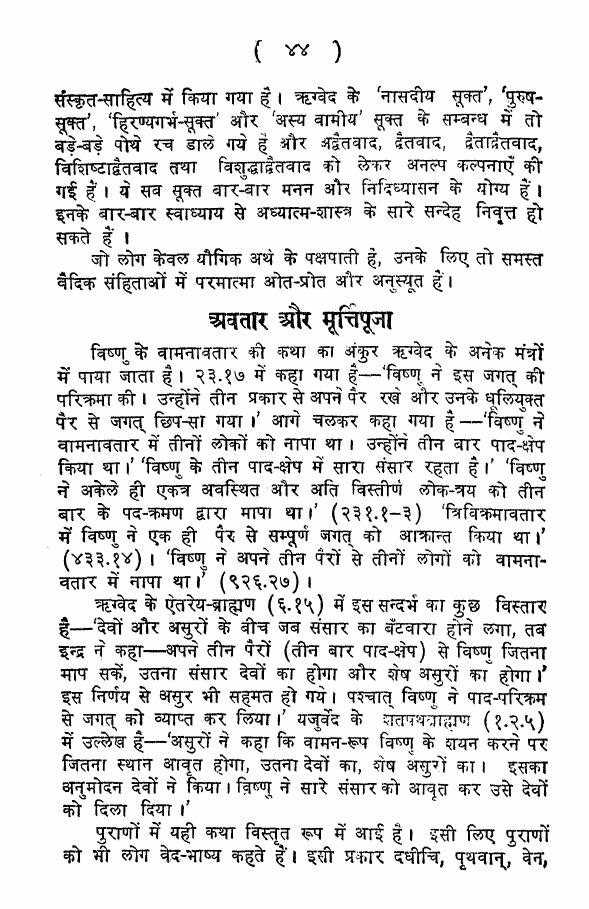 ( ४४ )
संस्कृत-साहित्य में किया गया है। ऋग्वेद के 'नासदीय सूक्त', 'पुरुष-
सूक्त', 'हिरण्यगर्भ-सूक्त' और 'अस्य वामीय' सूक्त के सम्बन्ध में तो
बड़े-बड़े पोथे रच डाले गये हैं और अद्वैतवाद, द्वैतवाद, द्वैताद्वैतवाद,
विशिष्टाद्वैतवाद तथा विशुद्धाद्वैतवाद को लेकर अनल्प कल्पनाएँ की
गई हैं। ये सब सूक्त बार-बार मनन और निदिध्यासन के योग्य हैं।
इनके बार-बार स्वाध्याय से अध्यात्म-शास्त्र के सारे सन्देह निवृत्त हो
सकते हैं ।
जो लोग केवल यौगिक अर्थ के पक्षपाती हैं, उनके लिए तो समस्त
वैदिक संहिताओं में परमात्मा ओत-प्रोत और अनुस्यूत हैं।
अवतार और मूर्त्तिपूजा
विष्णु के वामनावतार की कथा का अंकुर ऋग्वेद के अनेक मंत्रों
में पाया जाता है। २३.१७ में कहा गया है—'विष्णु ने इस जगत् की
परिक्रमा की। उन्होंने तीन प्रकार से अपने पैर रखे और उनके धूलियुक्त
पैर से जगत् छिप-सा गया।' आगे चलकर कहा गया है—'विष्णु ने
वामनावतार में तीनों लोकों को नापा था। उन्होंने तीन बार पाद-क्षेप
किया था।' 'विष्णु के तीन पाद-क्षेप में सारा संसार रहता है।' 'विष्णु
ने अकेले ही एकत्र अवस्थित और अति विस्तीर्ण लोक-त्रय को तीन
बार के पद-क्रमण द्वारा मापा था।' (२३१.१-३) 'त्रिविक्रमावतार
में विष्णु ने एक ही पैर से सम्पूर्ण जगत् को आक्रान्त किया था।'
(४३३.१४)। 'विष्णु ने अपने तीन पैरों से तीनों लोगों को वामना-
वतार में नापा था।' (९२६.२७)।
ऋग्वेद के ऐतरेय-ब्राह्मण (६.१५) में इस सन्दर्भ का कुछ विस्तार
है—'देवों और असुरों के बीच जब संसार का बँटवारा होने लगा, तब
इन्द्र ने कहा—अपने तीन पैरों (तीन बार पाद-क्षेप) से विष्णु जितना
माप सकें, उतना संसार देवों का होगा और शेष असुरों का होगा।'
इस निर्णय से असुर भी सहमत हो गये। पश्चात् विष्णु ने पाद-परिक्रम
से जगत् को व्याप्त कर लिया।' यजुर्वेद के शतपथब्राह्मण (१.२.५)
में उल्लेख है—'असुरों ने कहा कि वामन-रूप विष्णु के शयन करने पर
जितना स्थान आवृत होगा, उतना देवों का, शेष असुरों का। इसका
अनुमोदन देवों ने किया। विष्णु ने सारे संसार को आवृत कर उसे देवों
को दिला दिया।'
पुराणों में यही कथा विस्तृत रूप में आई है। इसी लिए पुराणों
को भी लोग वेद-भाष्य कहते हैं। इसी प्रकार दधीचि, पृथवान्, वेन,